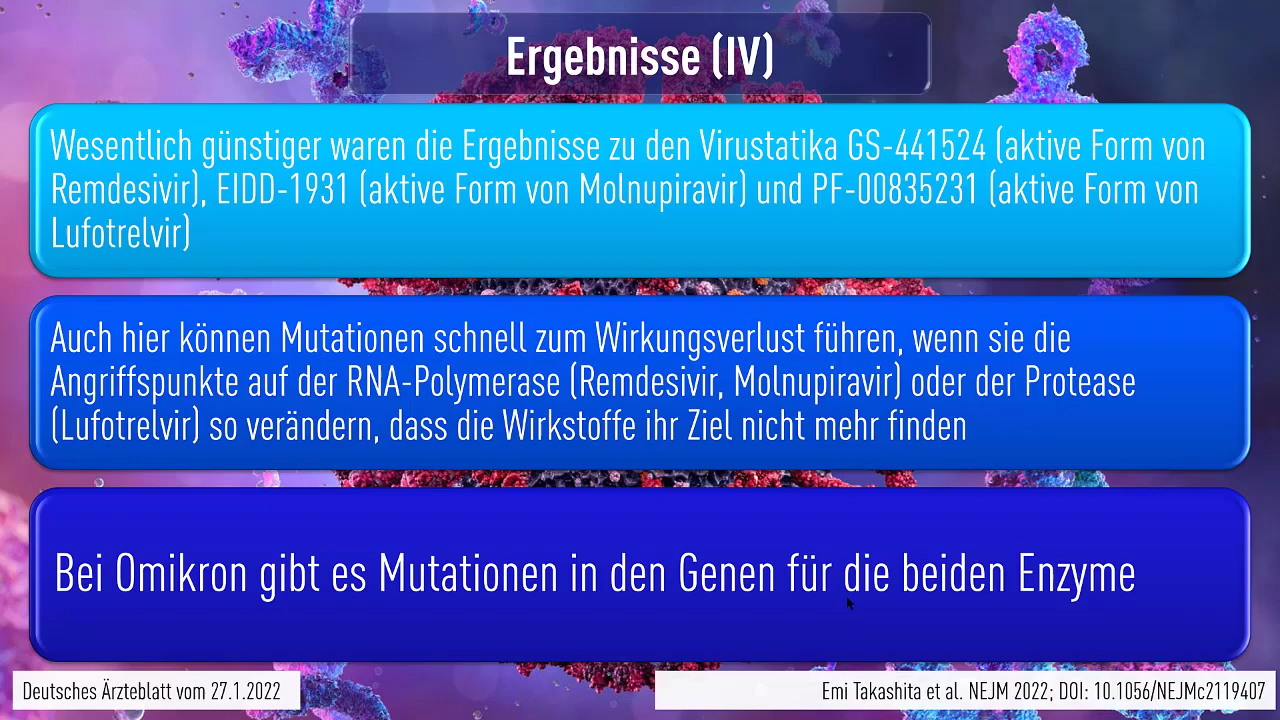 Ergebnisse (IV)
Wesentlich günstiger waren die Ergebnisse zu den Virustatika GS-441524 (aktive Form von
Remdesivir), EIDD-1931 (aktive Form von Molnupiravir) und PF-00835231 (aktive Form von
Lufotrelvir)
Auch hier können Mutationen schnell zum Wirkungsverlust führen, wenn sie die
Angriffspunkte auf der RNA-Polymerase (Remdesivir, Molnupiravir) oder der Protease
(Lufotrelvir) so verändern, dass die Wirkstoffe ihr Ziel nicht mehr finden
Bei Omikron gibt es Mutationen in den Genen für die beiden Enzyme
Deutsches Ärzteblatt vom 27.1.2022
Emi Takashita et al. NEJM 2022; DOI: 10.1056/NEJMc2119407